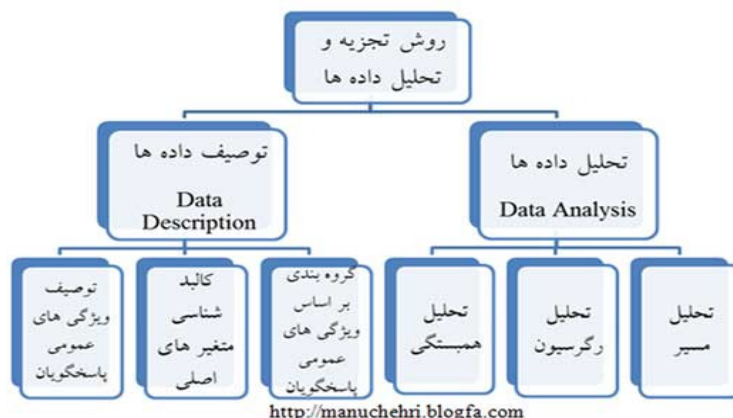 روش تجزیه و
تحلیل داده ها
توصیف داده ها
Data
Description
تحلیل داده ها
Data Analysis
توصیف
ویژگی های
عمومی
پاسخگویان
کالبد
شناسی
متغیر های
اصلی
گروه بندی
بر اساس
ویژگی های
عمومی
پاسخگویان
تحلیل
همبستگی
تحلیل
رگرسیون
تحلیل
مسیر
http://manuchehri.blogfa.com